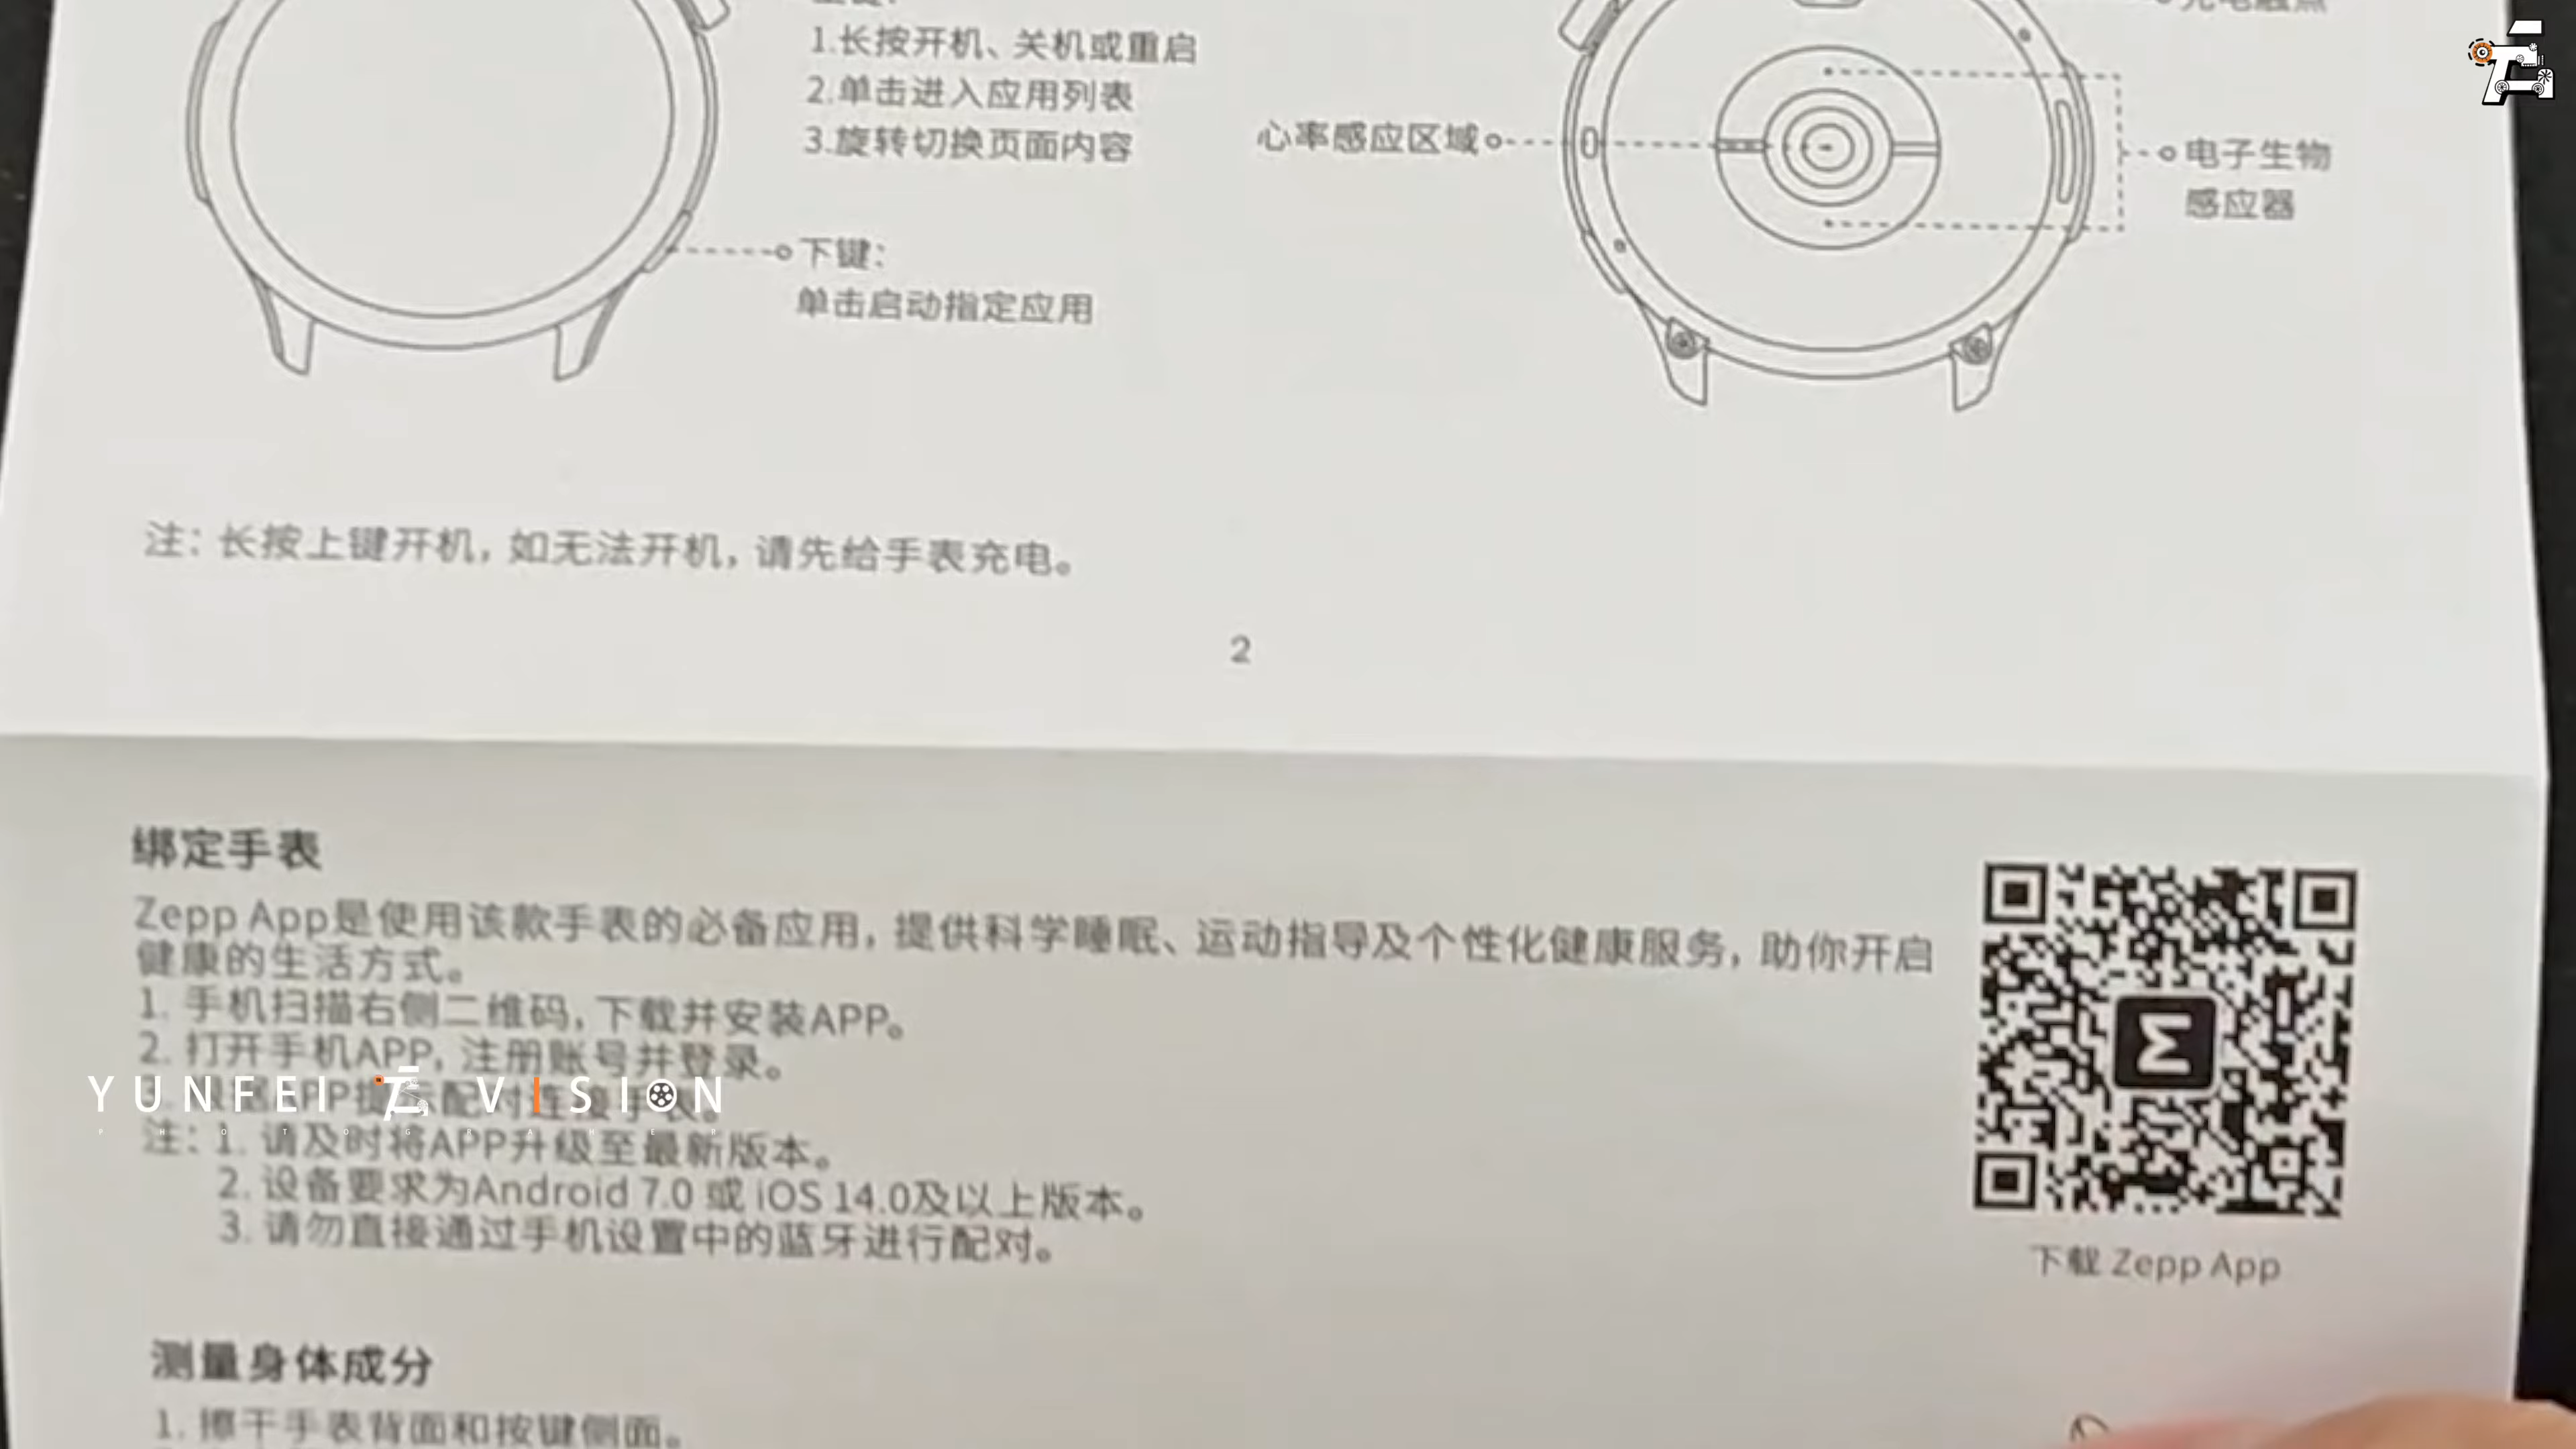 1.长按开机、关机或重启
2.单击进入应用列表
3.旋转切换页面内容
下键：
单击启动指定应用
心率感应区域
电子生物
感应器
注：长按上键开机，如无法开机，请先给手表充电。
2
绑定手表
Zepp App是使用该款手表的必备应用，提供科学睡眠、运动指导及个性化健康服务，助你开启
健康的生活方式。
1. 手机扫描右侧二维码，下载并安装APP。
2. 打开手机APP，注册账号并登录。
APP提示配对连接手表。
注：1. 请及时将APP升级至最新版本。
2. 设备要求为Android 7.0 或 iOS 14.0及以上版本。
3. 请勿直接通过手机设置中的蓝牙进行配对。
下载 Zepp App
YUNFEI VISION
测量身体成分
1. 擦干手表背面和按键侧面。